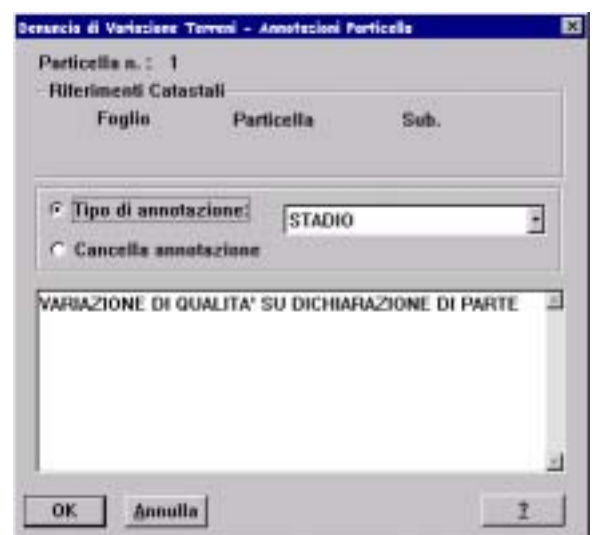 Denuncia di Variazione Terreni - Annotazioni Particella
Particella n. : 1
Riferimenti Catastali
Foglio Particella Sub.
Tipo di annotazione:
STADIO
Cancella annotazione
VARIAZIONE DI QUALITA' SU DICHIARAZIONE DI PARTE
OK Annulla ?